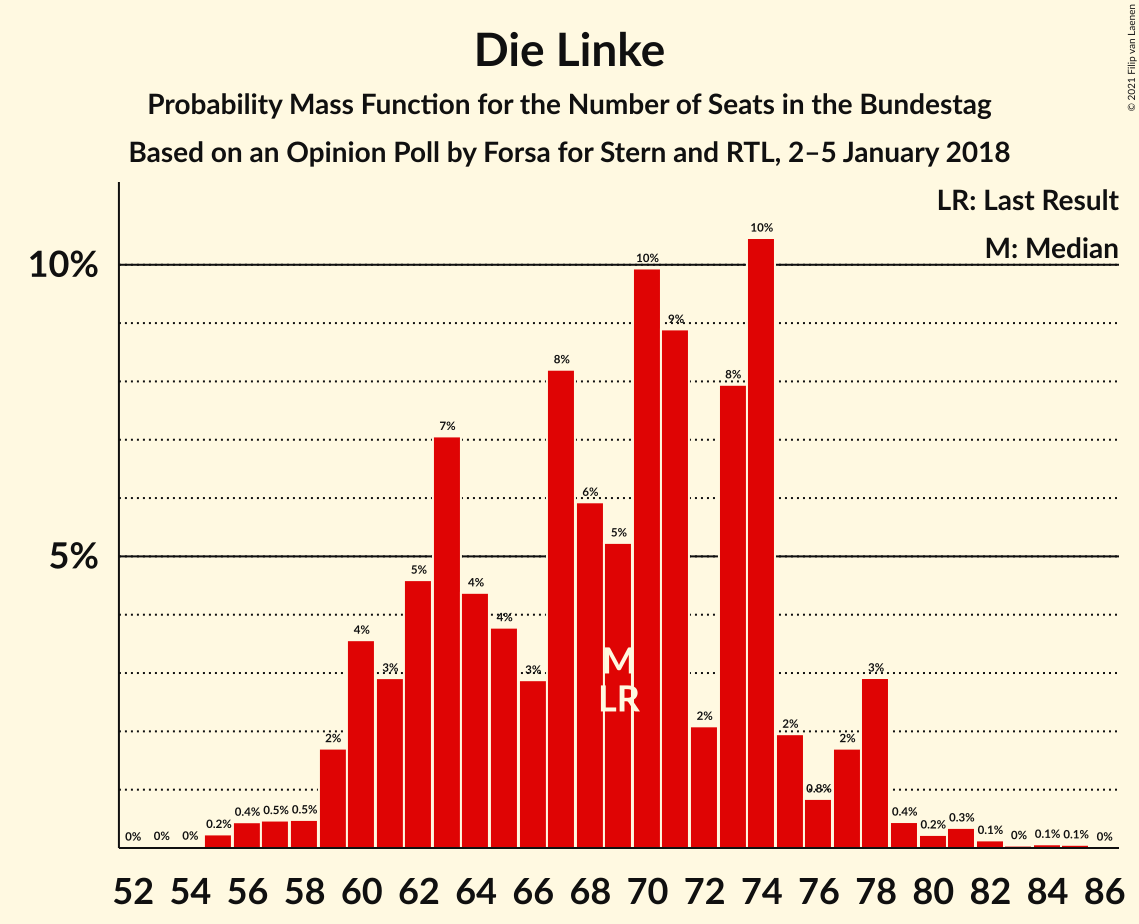 Die Linke
Probability Mass Function for the Number of Seats in the Bundestag
Based on an Opinion Poll by Forsa for Stern and RTL, 2–5 January 2018
© 2021 Filip van Laenen
LR: Last Result
M: Median
10%
5%
0% 0% 0% 0.2% 0.4% 0.5% 0.5% 2% 4% 3% 5% 7% 4% 4% 3% 8% 6% 5% 10% 9% 2% 8% 10% 2% 0.8% 2% 3% 0.4% 0.2% 0.3% 0.1% 0% 0.1% 0.1% 0%
M
LR
52 54 56 58 60 62 64 66 68 70 72 74 76 78 80 82 84 86